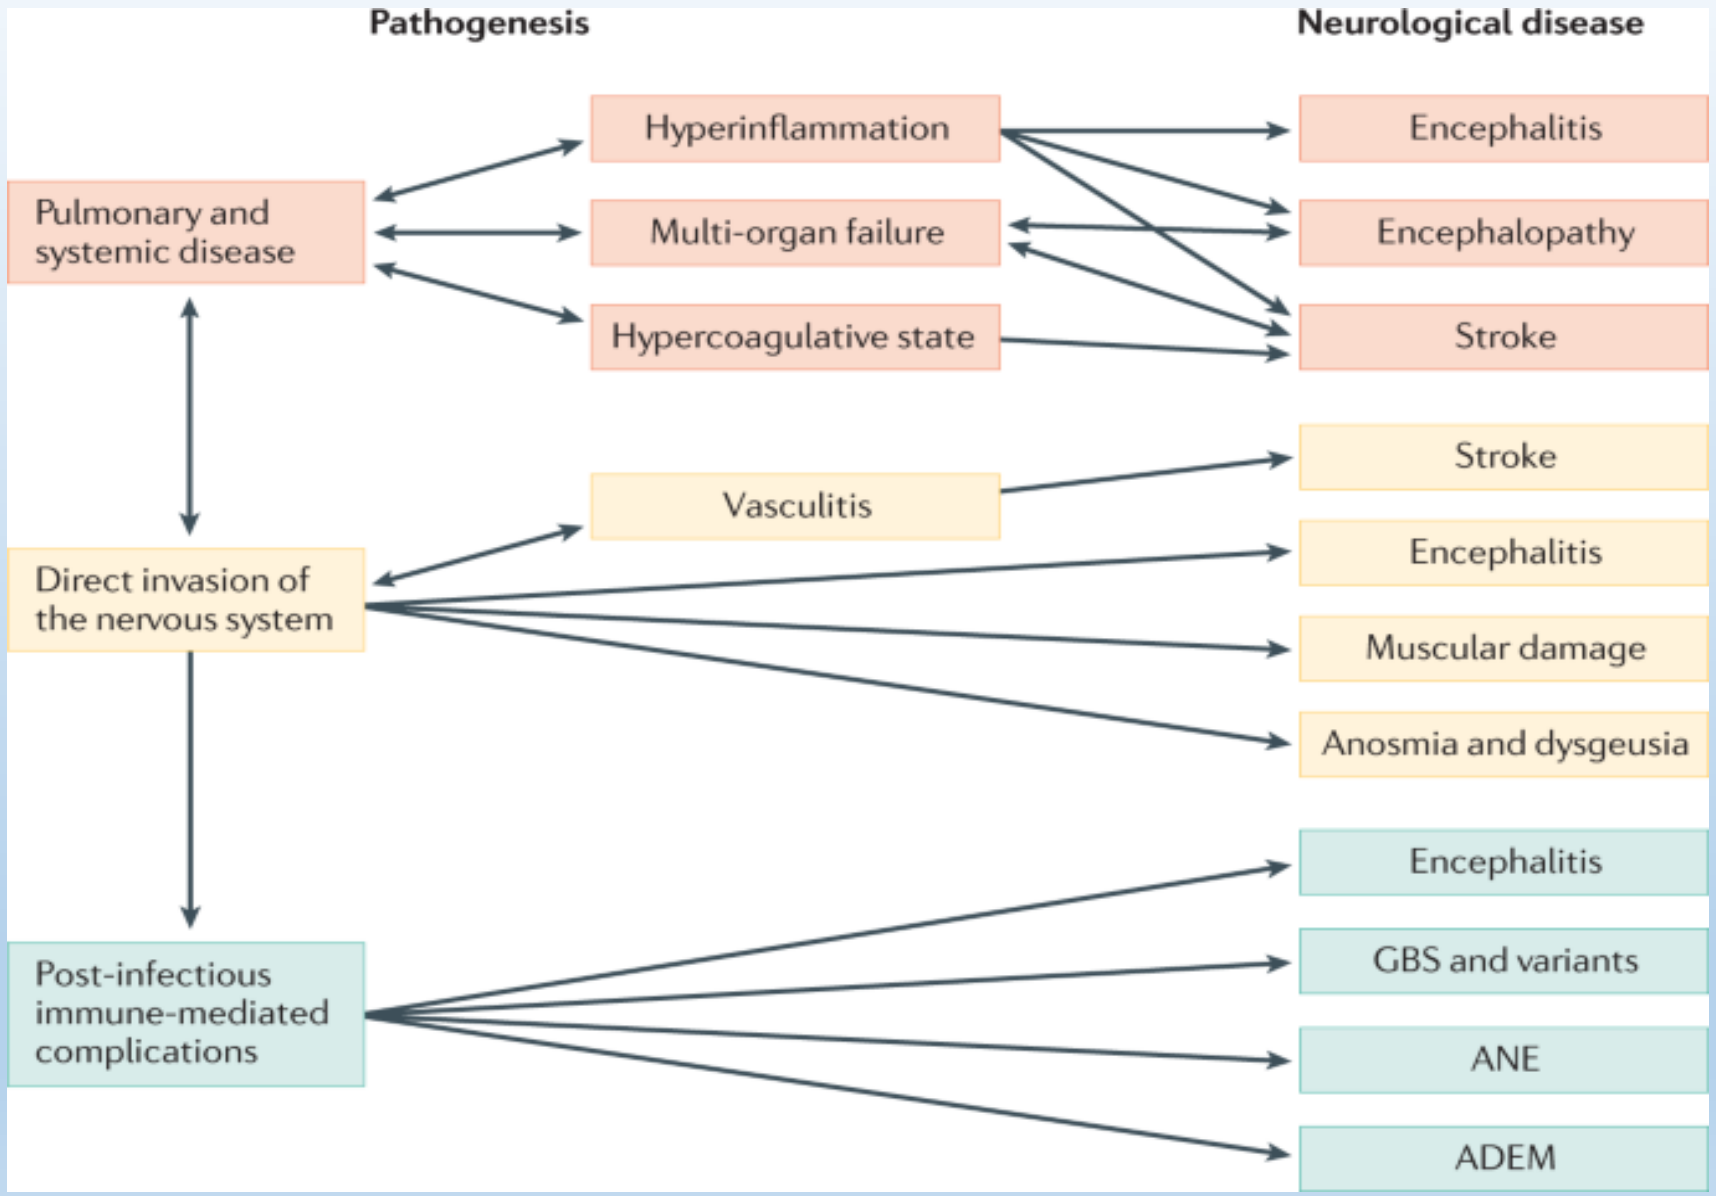 Pathogenesis
Neurological disease
Hyperinflammation
Encephalitis
Pulmonary and
systemic disease
Multi-organ failure
Encephalopathy
Hypercoagulative state
Stroke
Stroke
Vasculitis
Encephalitis
Direct invasion of
the nervous system
Muscular damage
Anosmia and dysgeusia
Encephalitis
Post-infectious
immune-mediated
complications
GBS and variants
ANE
ADEM